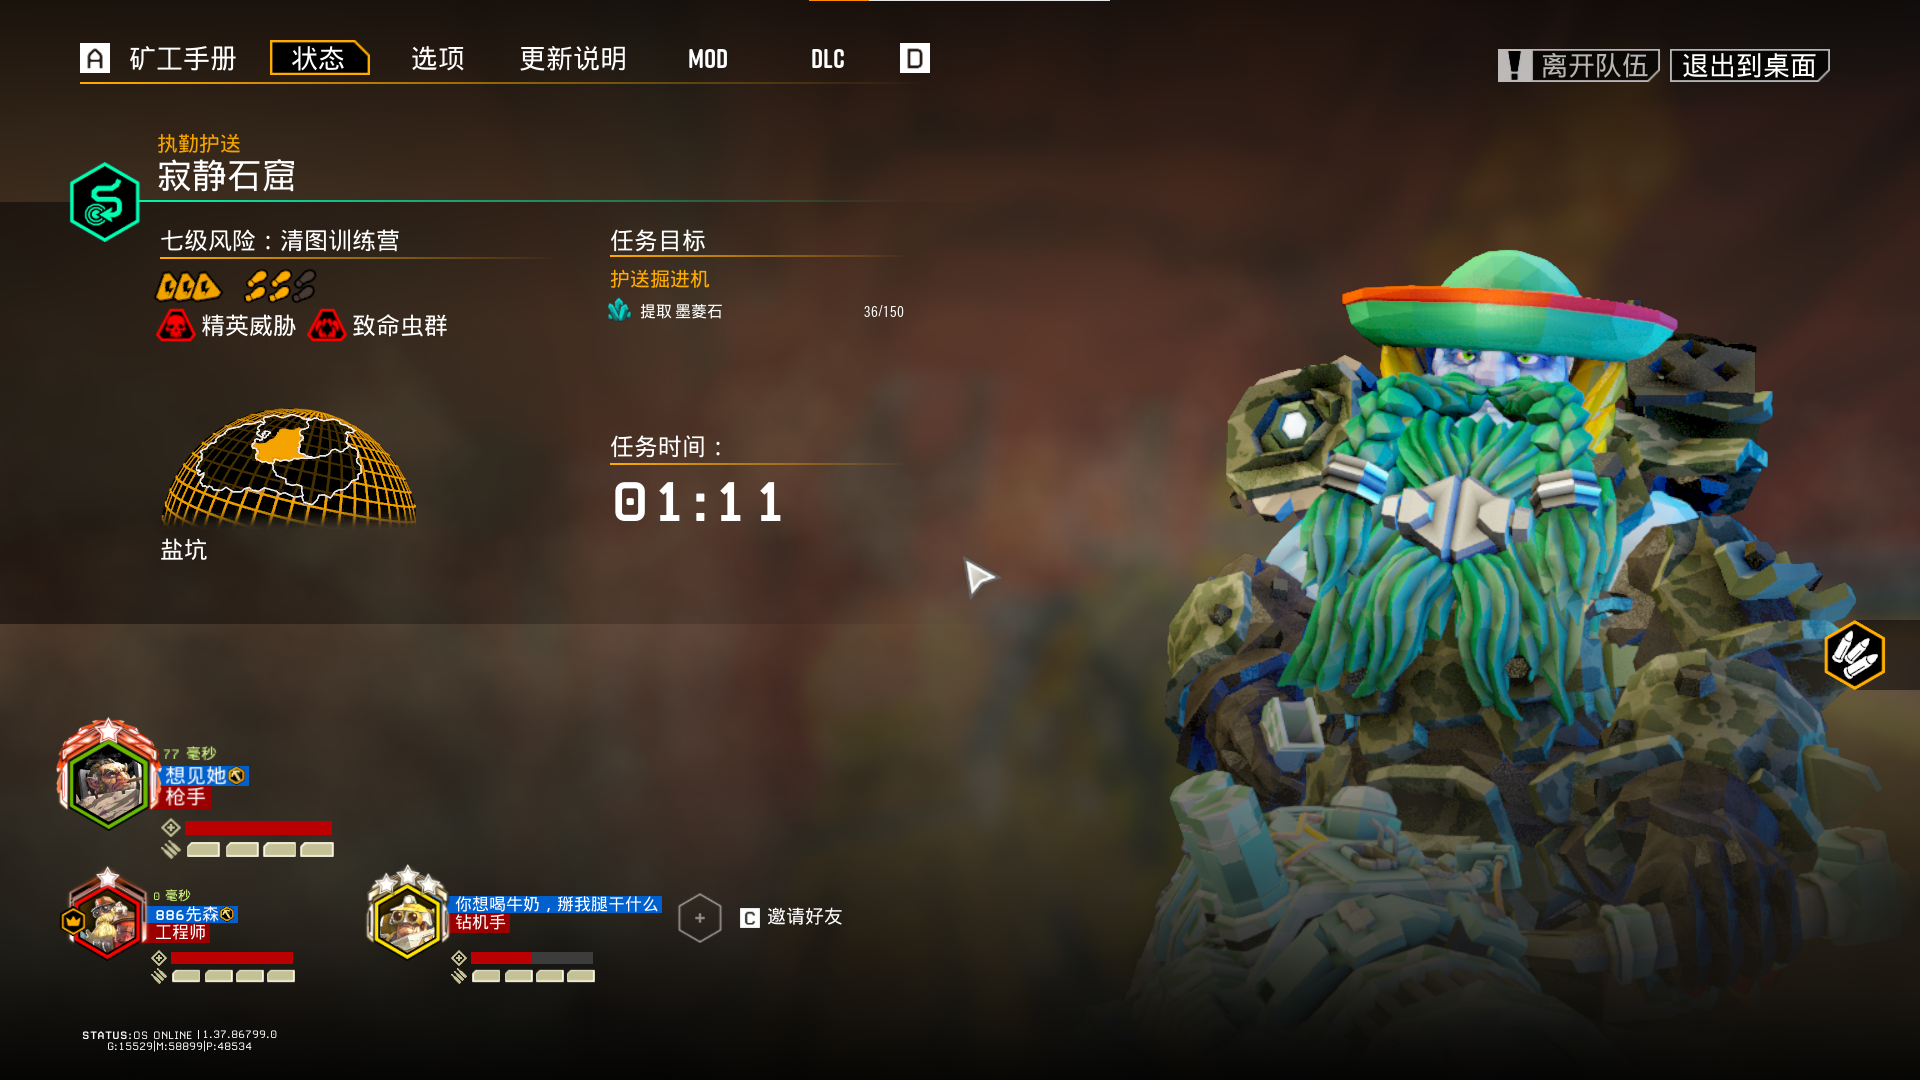 A 矿工手册 状态 选项 更新说明 MOD DLC D
离开队伍 退出到桌面
执勤护送
寂静石窟
七级风险：清图训练营
精英威胁 致命虫群
盐坑
任务目标
护送掘进机
提取 墨菱石 36/150
任务时间：
01:11
77 毫秒
想见她
枪手
0 毫秒
886先森
工程师
你想喝牛奶，掰我腿干什么
钻机手
C 邀请好友
STATUS:OS ONLINE | 1.37.86799.0
G:15529|M:58899|P:48534